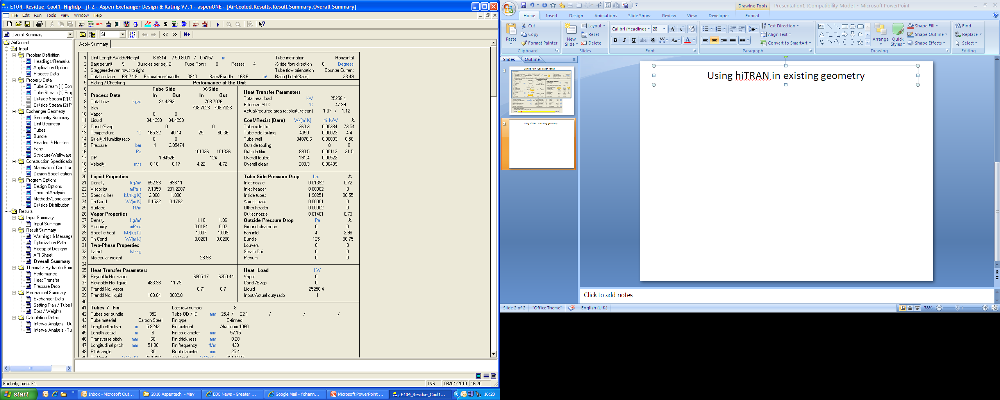 E104_Residue_Cool1_Highdp_ jf-2 - Aspen Exchanger Design & Rating V7.1 - aspenONE - [AirCooled.Results.Result Summary.Overall Summary]
File Edit Run Tools View Window Help
Overall Summary SI
AirCooled
Input
Problem Definition
Headings/Remarks
Application Options
Process Data
Property Data
Tube Stream (1) Com
Tube Stream (1) Prop
Outside Stream (2) C
Outside Stream (2) Pi
Exchanger Geometry
Geometry Summary
Unit Geometry
Tubes
Bundle
Headers & Nozzles
Fans
Structure/Walkways
Construction Specificatio
Materials of Construc
Design Specification
Program Options
Design Options
Thermal Analysis
Methods/Correlations
Outside Distribution
Results
Input Summary
Input Summary
Result Summary
Warnings & Message
Optimization Path
Recap of Designs
API Sheet
Overall Summary
Thermal / Hydraulic Sum
Performance
Heat Transfer
Pressure Drop
Mechanical Summary
Exchanger Data
Setting Plan / Tube L
Cost / Weights
Calculation Details
Interval Analysis - Ou
Interval Analysis - Tu
Acol+ Summary
1 Unit Length/Width/Height 6.8314 / 50.8031 / 0.4157 m Tube inclination Horizontal
2 Baysperunit 9 Bundles per bay 2 Tube Rows 8 Passes 4 X-side flow direction 0 Degrees
3 Staggered-even rows to right Tube flow orientation Counter Current
4 Total surface 69174.8 Ext surface/bundle 3843 Bare/Bundle 163.6 m² Ratio (Total/Bare) 23.49
5 Rating / Checking Performance of the Unit
6 Tube Side X-Side
7 Process Data In Out In Out
8 Total flow kg/s 94.4293 708.7026
9 Gas 708.7026 708.7026
10 Vapor 0 0
11 Liquid 94.4293 94.4293
12 Cond./Evap. 0 0
13 Temperature °C 165.32 40.14 25 60.36
14 Quality/Humidity ratio 0 0
15 Pressure bar 4 2.05474
16 Pa 101326 101326
17 DP 1.94526 124
18 Velocity m/s 0.18 0.17 4.22 4.72
19
Heat Transfer Parameters
Total heat load kW 25258.4
Effective MTD °C 47.99
Actual/required area ratio(dirty/clean) 1.07 / 1.12
Coef/Resist (Bare) W/(m² K) m² K/W %
Tube side film 260.3 0.00384 73.54
Tube side fouling 4350 0.00023 4.4
Tube wall 34076.6 0.00003 0.56
Outside fouling 0 0
Outside film 890.5 0.00112 21.5
Overall fouled 191.4 0.00522
Overall clean 200.3 0.00499
20 Liquid Properties
21 Density kg/m³ 852.93 938.11
22 Viscosity mPa s 7.1059 291.2287
23 Specific hea kJ/(kg K) 2.368 1.886
24 Th Cond W/(m K) 0.1532 0.1782
25 Surface N/m
26 Vapor Properties
27 Density kg/m³ 1.18 1.06
28 Viscosity mPa s 0.0184 0.02
29 Specific heat kJ/(kg K) 1.007 1.009
30 Th Cond W/(m K) 0.0261 0.0288
31 Two-Phase Properties
32 Latent kJ/kg
33 Molecular weight 28.96
34
Tube Side Pressure Drop bar %
Inlet nozzle 0.01392 0.72
Inlet header 0.00002 0
Inside tubes 1.90251 98.55
Across pass 0.00001 0
Other header 0.00002 0
Outlet nozzle 0.01401 0.73
Outside Pressure Drop Pa %
Ground clearance 0 0
Fan inlet 4 2.98
Bundle 125 96.75
Louvers 0 0
Steam Coil 0 0
Plenum 0 0
35 Heat Transfer Parameters
36 Reynolds No. vapor 6905.17 6350.44
37 Reynolds No. liquid 483.38 11.79
38 Prandtl No. vapor 0.71 0.7
39 Prandtl No. liquid 109.84 3082.8
40
Heat Load kW
Vapor 0
Cond./Evap. 0
Liquid 25258.4
Input/Actual duty ratio 1
41 Tubes / Fin Last row number 8
42 Tubes per bundle 352 Tube OD / ID mm 25.4 / 22.1 / / /
43 Tube material Carbon Steel Fin type G-finned
44 Length effective m 5.8242 Fin material Aluminum 1060
45 Length actual m 6 Fin tip diameter mm 57.15
46 Transverse pitch mm 60 Fin thickness mm 0.28
47 Longitudinal pitch mm 51.96 Fin frequency #/m 433
48 Pitch angle 30 Root diameter mm 25.4
For help, press F1. INS 08/04/2010 16:20
start Inbox - Microsoft Out... 2010 Aspentech - May BBC News - Greater ... Google Mail - Yohann... Microsoft PowerPoint ... E104_Residue_Cool1... 16:20
Drawing Tools Presentation1 [Compatibility Mode] - Microsoft PowerPoint
Home Insert Design Animations Slide Show Review View Developer Format
Paste Cut Copy Format Painter
Clipboard
New Slide Layout Reset Delete
Slides
Calibri (Headings 28
B I U abc S AV Aa A
Font
Text Direction Align Text Convert to SmartArt
Paragraph
Arrange Quick Styles Shape Fill Shape Outline Shape Effects
Drawing
Find Replace Select
Editing
Slides Outline x
1 Existing Plain Tube design rating
2 Using hiTRAN in existing geometry
Using hiTRAN in existing geometry
Click to add notes
Slide 2 of 2 "Office Theme" English (U.K.) 78%